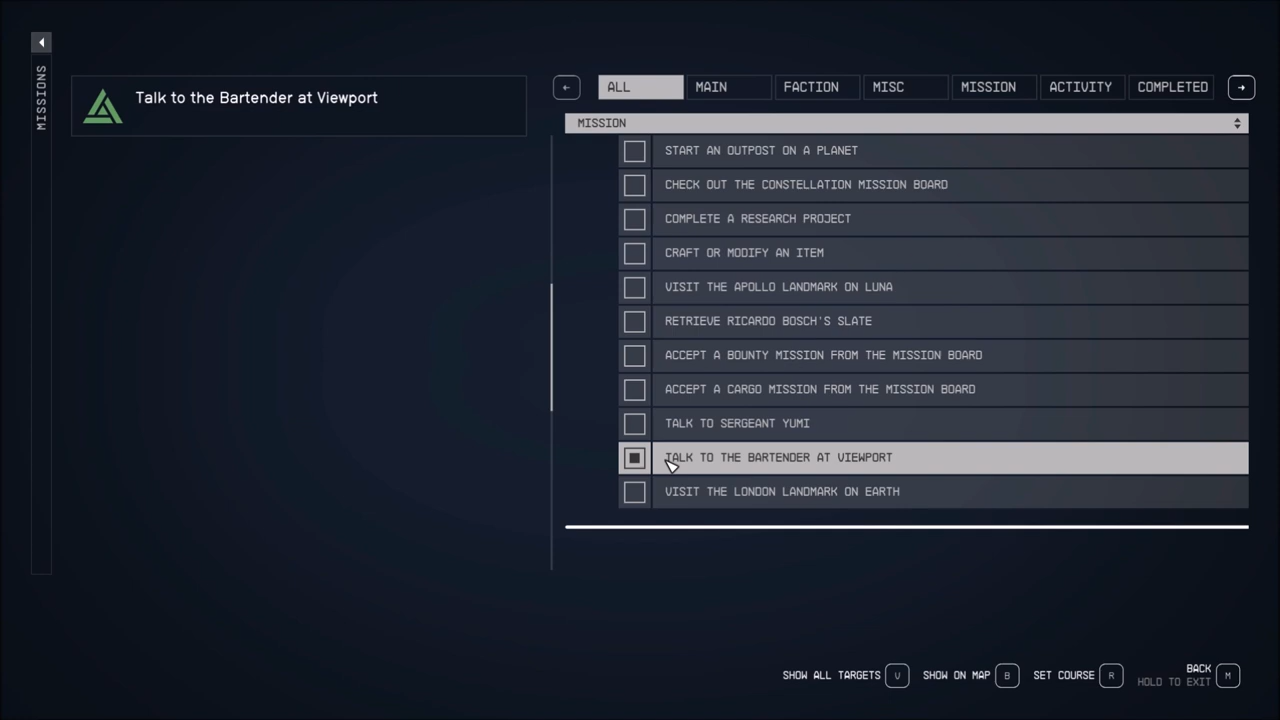 MISSIONS
Talk to the Bartender at Viewport
ALL
MAIN
FACTION
MISC
MISSION
ACTIVITY
COMPLETED
MISSION
START AN OUTPOST ON A PLANET
CHECK OUT THE CONSTELLATION MISSION BOARD
COMPLETE A RESEARCH PROJECT
CRAFT OR MODIFY AN ITEM
VISIT THE APOLLO LANDMARK ON LUNA
RETRIEVE RICARDO BOSCH'S SLATE
ACCEPT A BOUNTY MISSION FROM THE MISSION BOARD
ACCEPT A CARGO MISSION FROM THE MISSION BOARD
TALK TO SERGEANT YUMI
TALK TO THE BARTENDER AT VIEWPORT
VISIT THE LONDON LANDMARK ON EARTH
SHOW ALL TARGETS V
SHOW ON MAP B
SET COURSE R
BACK M
HOLD TO EXIT